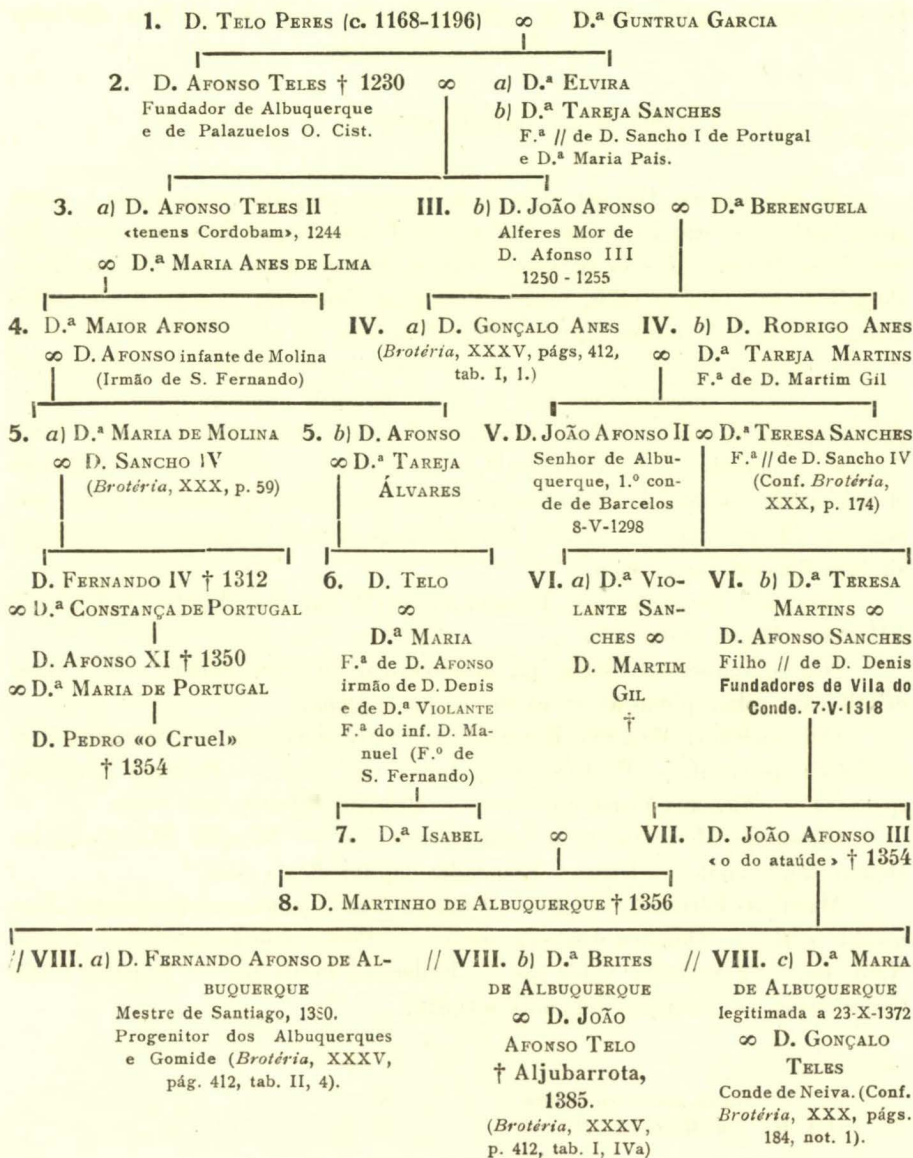 1. D. TELO PERES (c. 1168-1196) ∞ D.ª GUNTRUA GARCIA
2. D. AFONSO TELES † 1230 ∞ a) D.ª ELVIRA
Fundador de Albuquerque
e de Palazuelos O. Cist.
b) D.ª TAREJA SANCHES
F.ª // de D. Sancho I de Portugal
e D.ª Maria Pais.
3. a) D. AFONSO TELES II
«tenens Cordobam», 1244
∞ D.ª MARIA ANES DE LIMA
III. b) D. JOÃO AFONSO ∞ D.ª BERENGUELA
Alferes Mor de
D. Afonso III
1250 - 1255
4. D.ª MAIOR AFONSO
∞ D. AFONSO infante de Molina
(Irmão de S. Fernando)
IV. a) D. GONÇALO ANES
(Brotéria, XXXV, págs, 412,
tab. I, 1.)
IV. b) D. RODRIGO ANES
∞ D.ª TAREJA MARTINS
F.ª de D. Martim Gil
5. a) D.ª MARIA DE MOLINA
∞ D. SANCHO IV
(Brotéria, XXX, p. 59)
5. b) D. AFONSO
∞ D.ª TAREJA
ÁLVARES
V. D. JOÃO AFONSO II ∞ D.ª TERESA SANCHES
Senhor de Albu-
querque, 1.º con-
de de Barcelos
8-V-1298
F.ª // de D. Sancho IV
(Conf. Brotéria,
XXX, p. 174)
D. FERNANDO IV † 1312
∞ D.ª CONSTANÇA DE PORTUGAL
D. AFONSO XI † 1350
∞ D.ª MARIA DE PORTUGAL
D. PEDRO «o Cruel»
† 1354
6. D. TELO
∞
D.ª MARIA
F.ª de D. AFONSO
irmão de D. Denis
e de D.ª VIOLANTE
F.ª do inf. D. Ma-
nuel (F.º de
S. Fernando)
VI. a) D.ª VIO-
LANTE SAN-
CHES ∞
D. MARTIM
GIL
†
VI. b) D.ª TERESA
MARTINS ∞
D. AFONSO SANCHES
Filho // de D. Denis
Fundadores de Vila do
Conde. 7-V-1318
7. D.ª ISABEL ∞
VII. D. JOÃO AFONSO III
«o do ataúde» † 1354
8. D. MARTINHO DE ALBUQUERQUE † 1356
// VIII. a) D. FERNANDO AFONSO DE AL-
BUQUERQUE
Mestre de Santiago,
Progenitor dos Albuquerques
e Gomide (Brotéria, XXXV,
pág. 412, tab. II, 4).
// VIII. b) D.ª BRITES
DE ALBUQUERQUE
∞ D. JOÃO
AFONSO TELO
† Aljubarrota,
1385.
(Brotéria, XXXV,
p. 412, tab. I, IVa)
// VIII. c) D.ª MARIA
DE ALBUQUERQUE
legitimada a 23-X-1372
∞ D. GONÇALO
TELES
Conde de Neiva. (Conf.
Brotéria, XXX, págs.
184, not. 1).